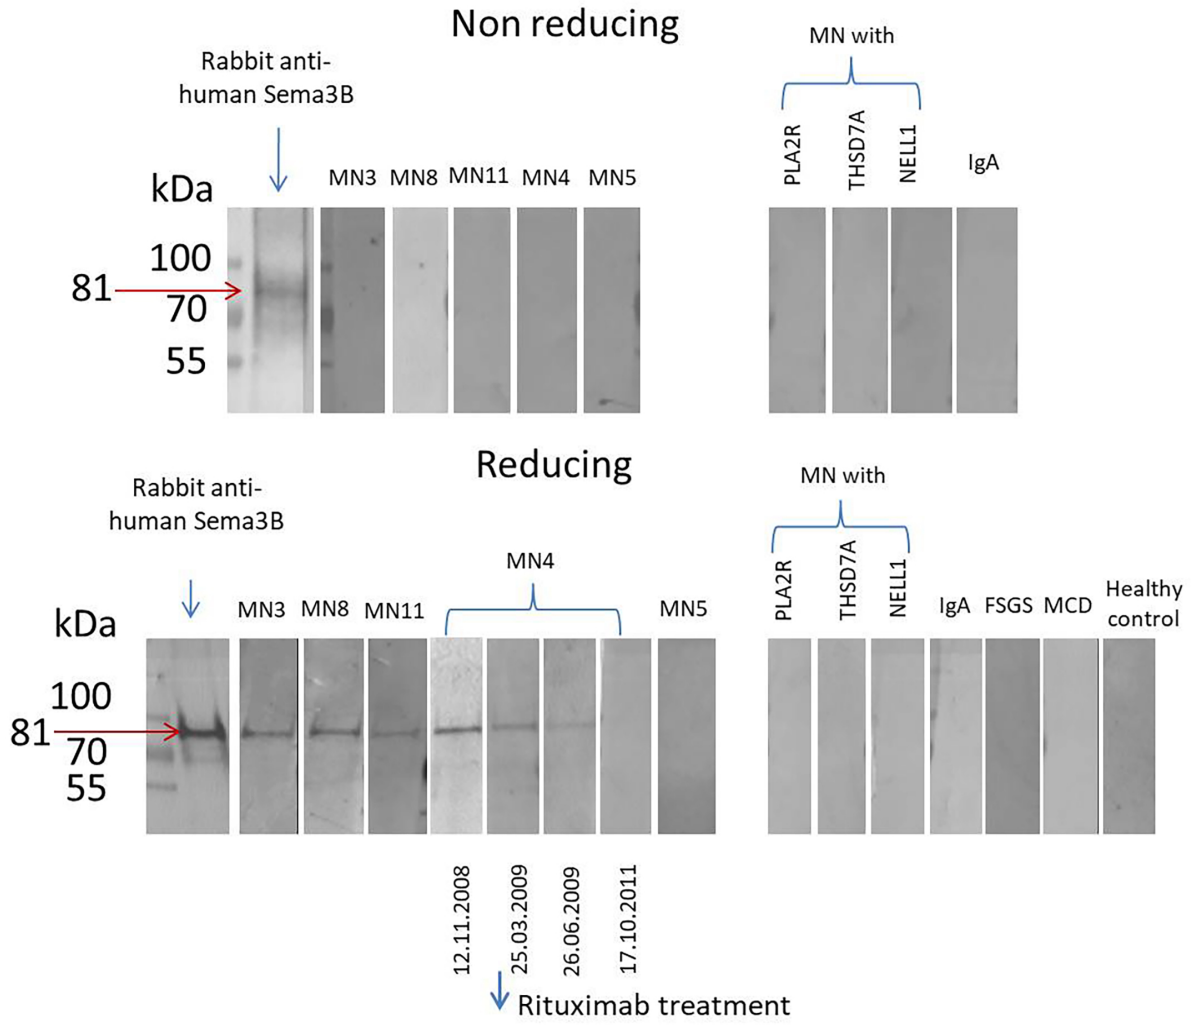 Non reducing
Rabbit anti-
human Sema3B
MN with
PLA2R
THSD7A
NELL1
IgA
kDa
MN3
MN8
MN11
MN4
MN5
100
81
70
55
Reducing
Rabbit anti-
human Sema3B
MN with
PLA2R
THSD7A
NELL1
MN4
kDa
MN3
MN8
MN11
MN5
IgA
FSGS
MCD
Healthy
control
100
81
70
55
12.11.2008
25.03.2009
26.06.2009
17.10.2011
Rituximab treatment